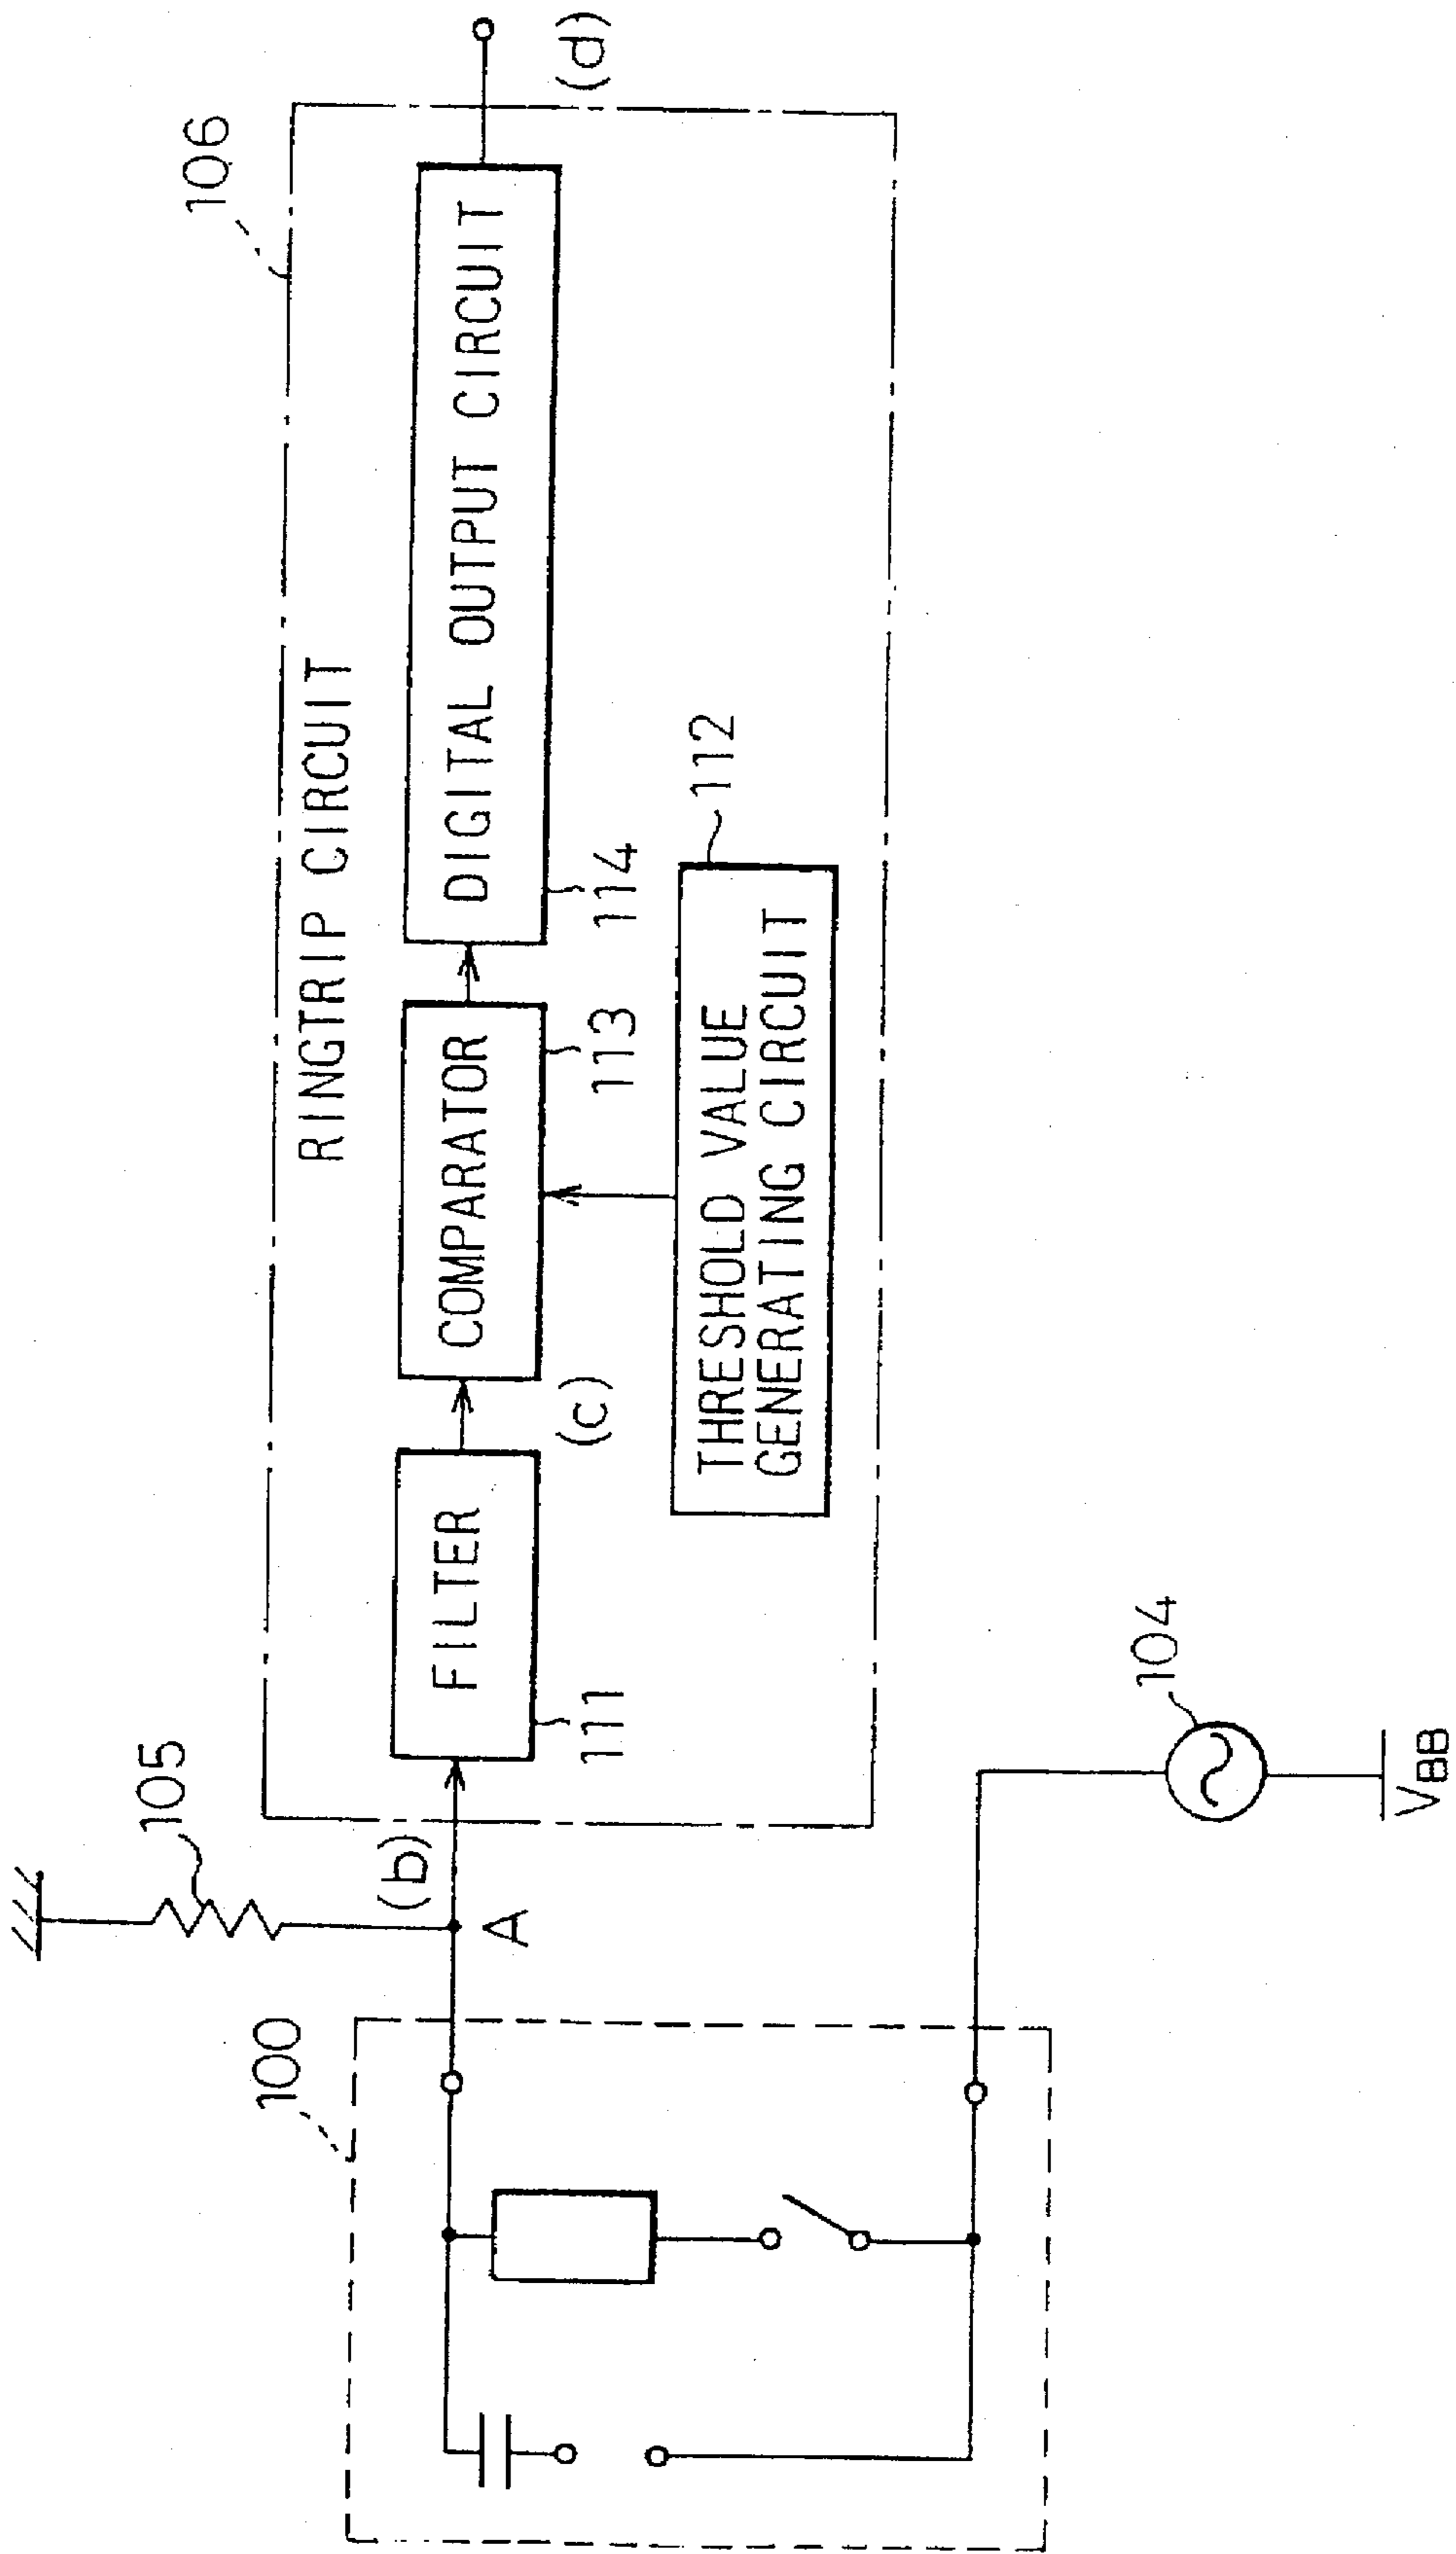 106
RINGTRIP CIRCUIT
105
100
(b)
A
FILTER
111
(c)
COMPARATOR
113
DIGITAL OUTPUT CIRCUIT
114
(d)
THRESHOLD VALUE
GENERATING CIRCUIT
112
104
VBB